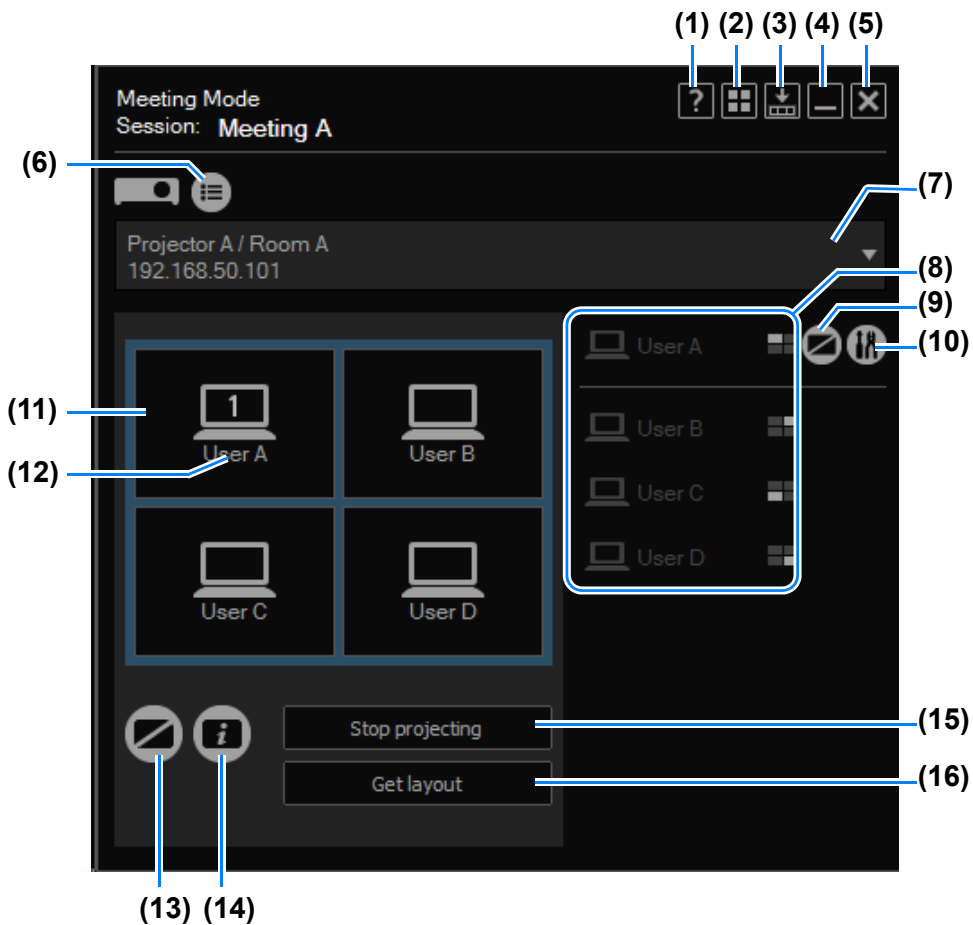 (1) (2) (3) (4) (5)
?
Meeting Mode
Session: Meeting A
(6)
(7)
Projector A / Room A
192.168.50.101
(8)
(9)
(10)
User A
1
User A
User B
User B
(11)
(12)
User C
User D
User C
User D
i
Stop projecting
(15)
Get layout
(16)
(13) (14)